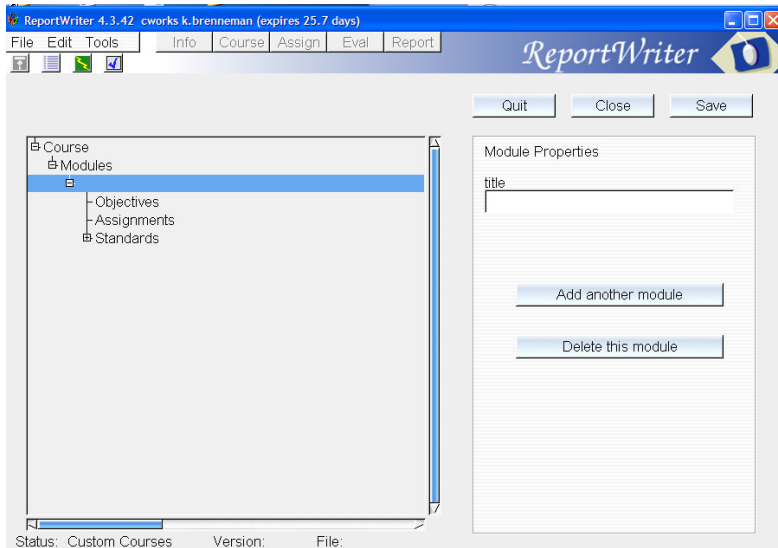 ReportWriter 4.3.42 cworks k.brenneman (expires 25.7 days)
File Edit Tools Info Course Assign Eval Report
ReportWriter
Quit Close Save
Course
Modules
Objectives
Assignments
Standards
Module Properties
title
Add another module
Delete this module
Status: Custom Courses Version: File: